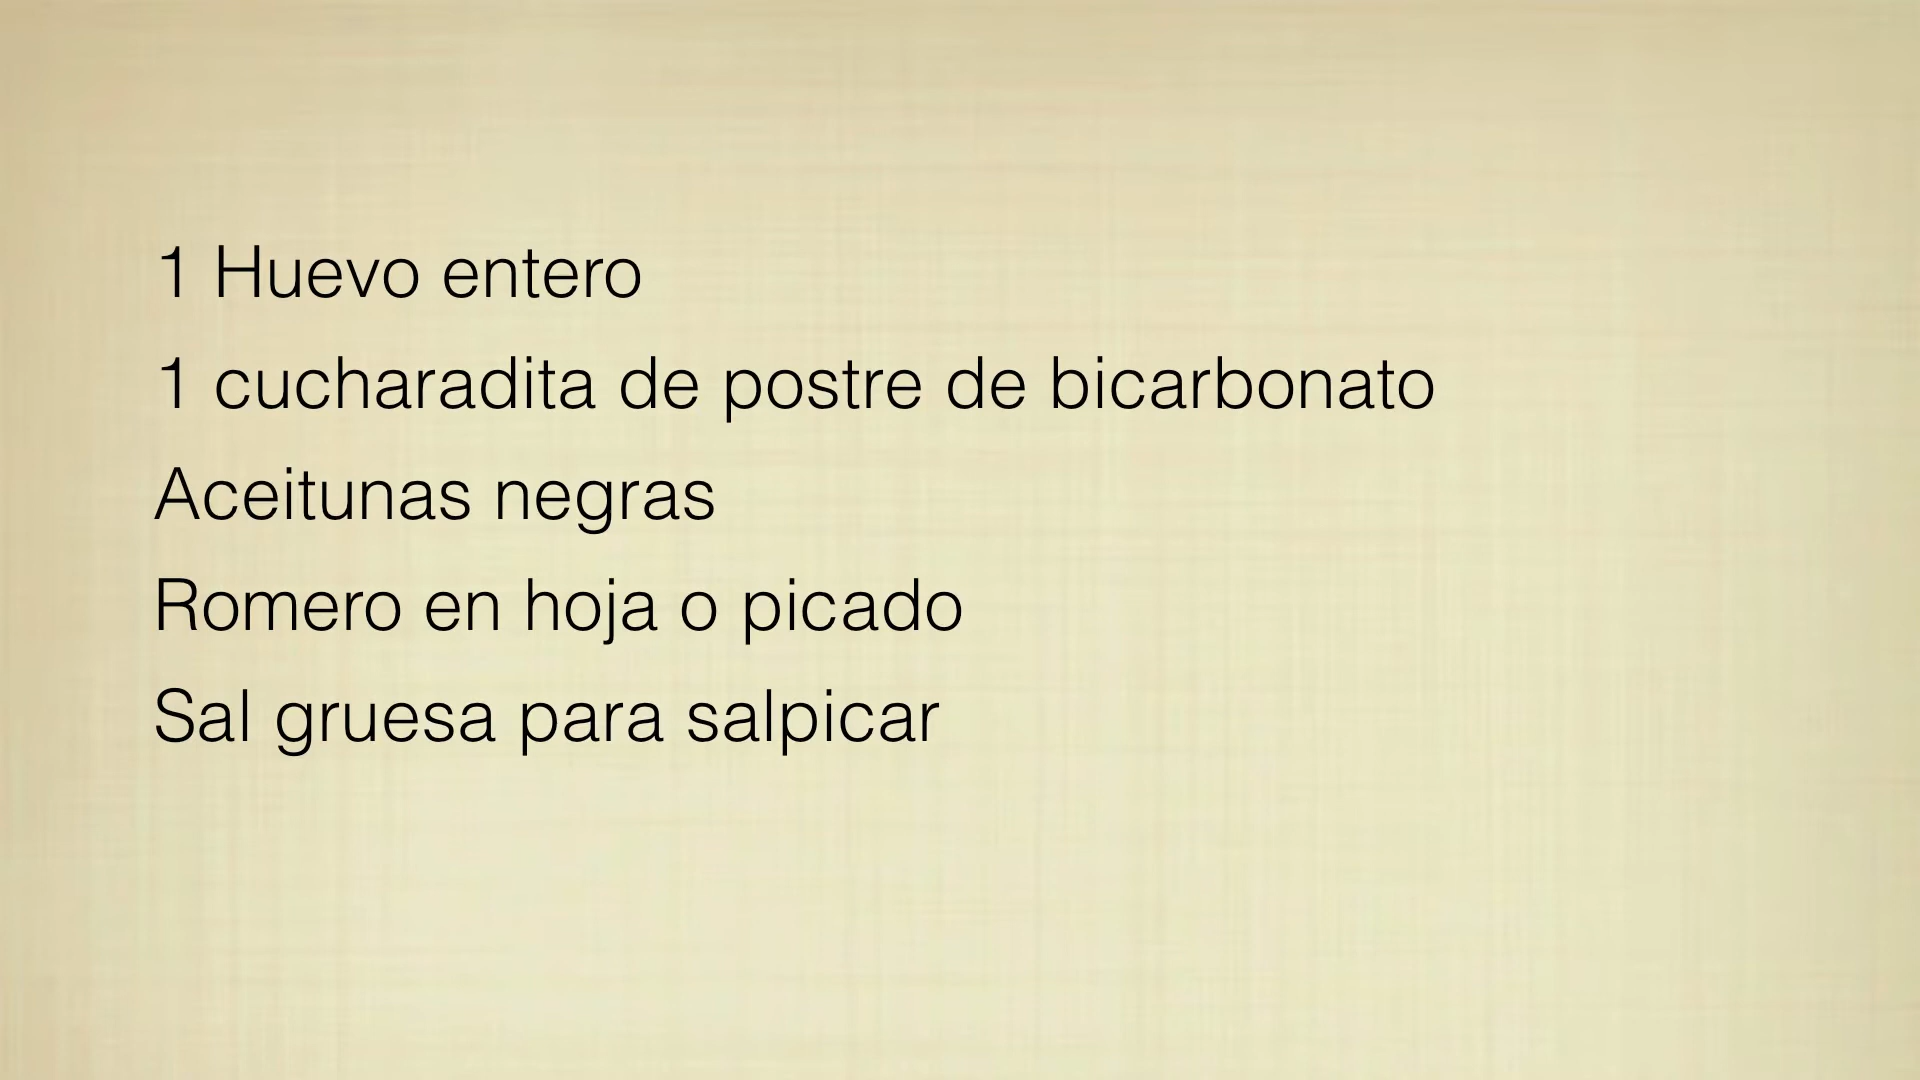 1 Huevo entero
1 cucharadita de postre de bicarbonato
Aceitunas negras
Romero en hoja o picado
Sal gruesa para salpicar